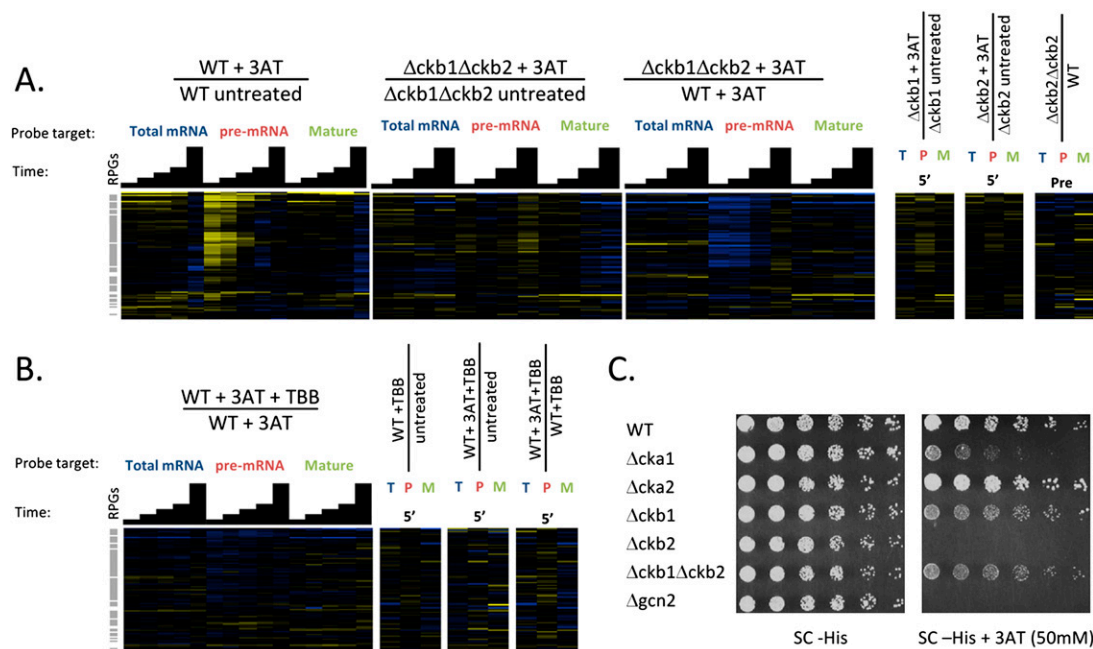 A.
WT + 3AT
WT untreated
Δckb1Δckb2 + 3AT
Δckb1Δckb2 untreated
Δckb1Δckb2 + 3AT
WT + 3AT
Δckb1 + 3AT
Δckb1 untreated
Δckb2 + 3AT
Δckb2 untreated
Δckb2Δckb2
WT
Probe target:
Total mRNA pre-mRNA Mature
Total mRNA pre-mRNA Mature
Total mRNA pre-mRNA Mature
T P M
T P M
T P M
Time:
RPGs
5’
5’
Pre
B.
WT + 3AT + TBB
WT + 3AT
WT +TBB
untreated
WT+ 3AT+TBB
untreated
WT+ 3AT+TBB
WT+TBB
Probe target:
Total mRNA pre-mRNA Mature
T P M
T P M
T P M
Time:
RPGs
5’
5’
5’
C.
WT
Δcka1
Δcka2
Δckb1
Δckb2
Δckb1Δckb2
Δgcn2
SC -His
SC –His + 3AT (50mM)